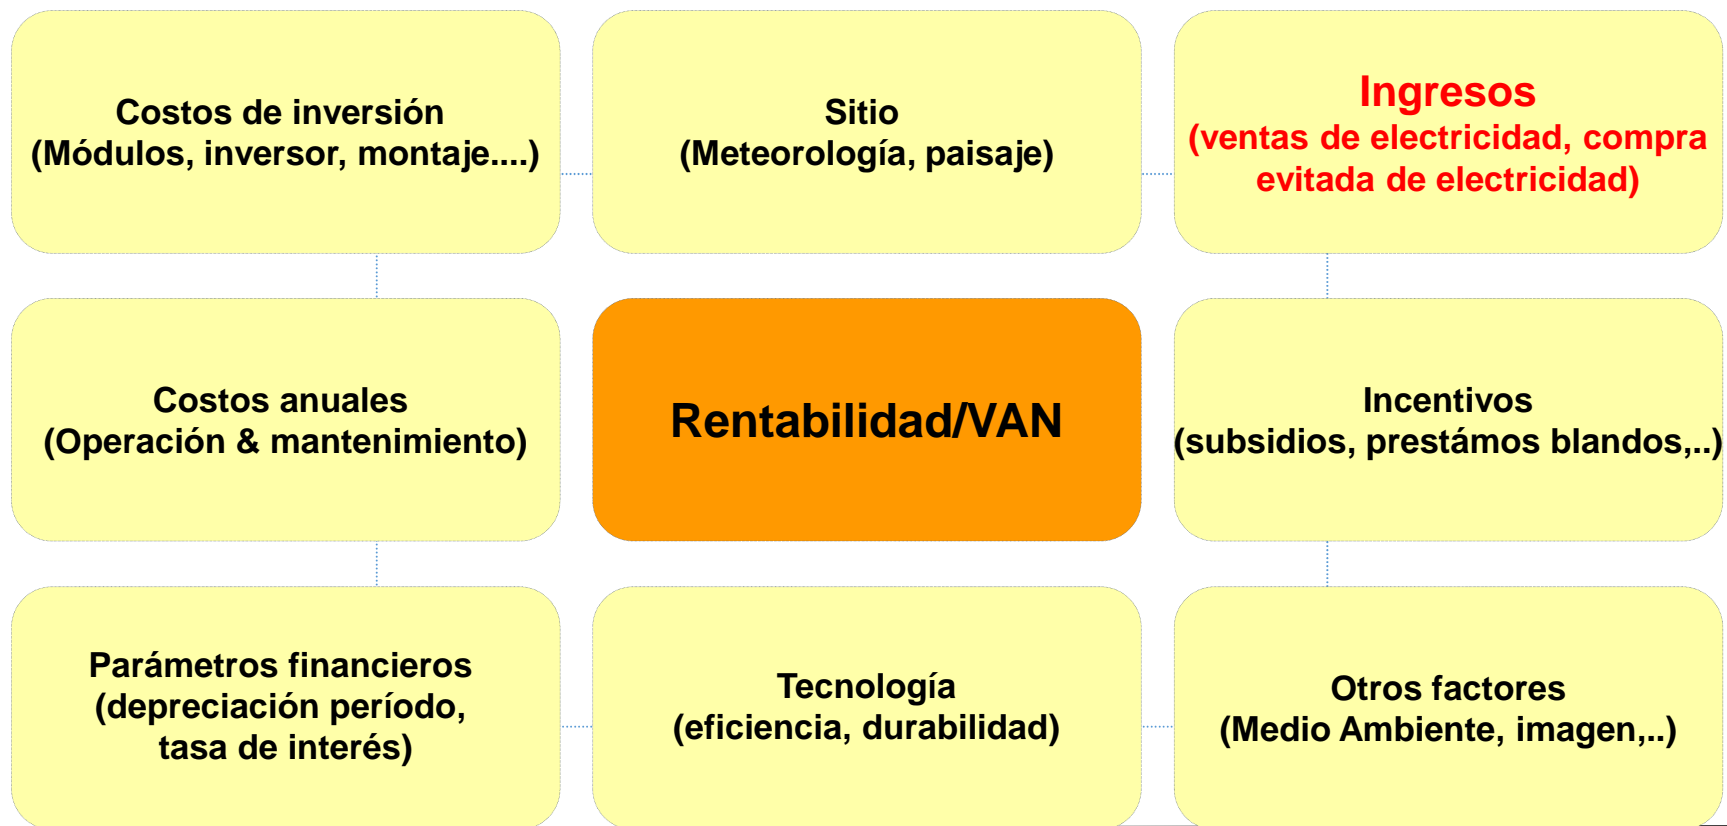 Costos de inversión
(Módulos, inversor, montaje....)
Sitio
(Meteorología, paisaje)
Ingresos
(ventas de electricidad, compra
evitada de electricidad)
Costos anuales
(Operación & mantenimiento)
Rentabilidad/VAN
Incentivos
(subsidios, prestámos blandos,..)
Parámetros financieros
(depreciación período,
tasa de interés)
Tecnología
(eficiencia, durabilidad)
Otros factores
(Medio Ambiente, imagen,..)